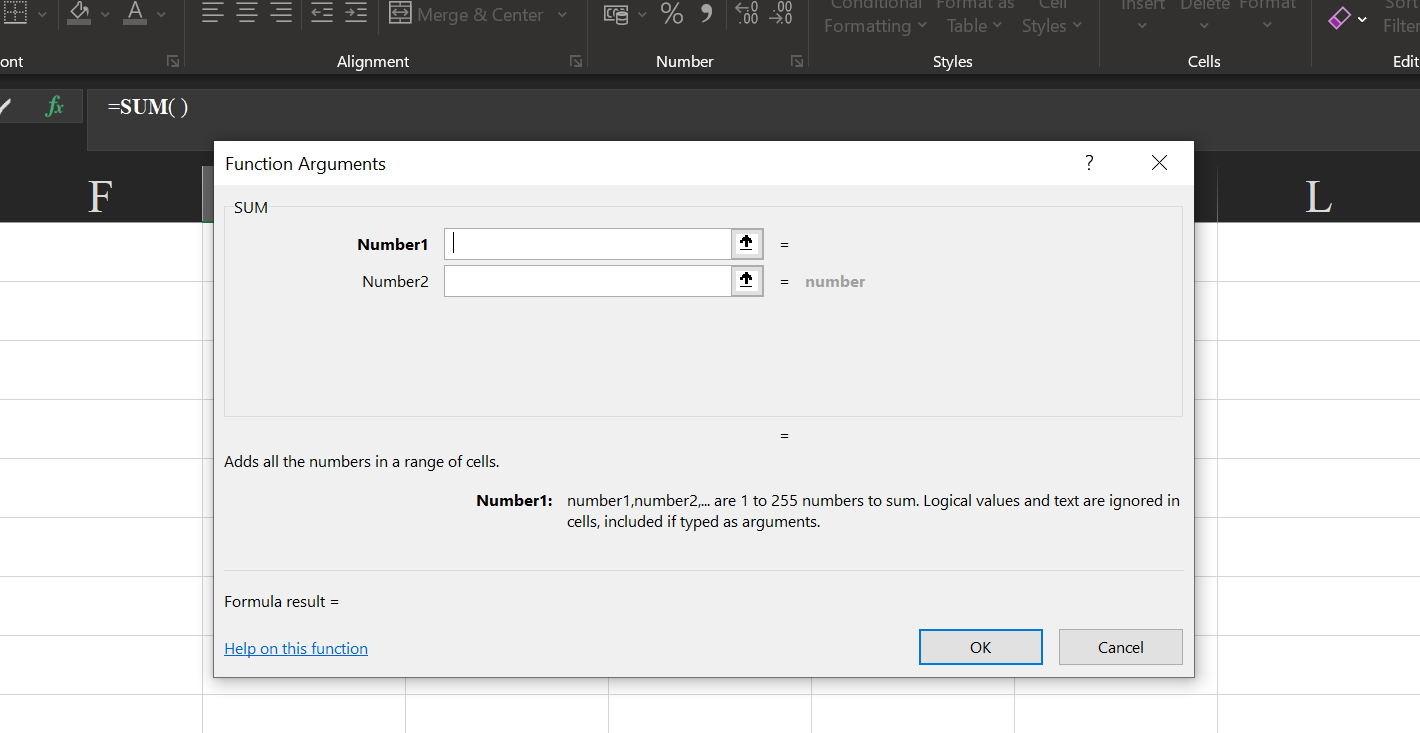 Conditional Format as Cell Insert Delete Format Sort
Merge & Center % .00 .00 Formatting Table Styles Filter
ont Alignment Number Styles Cells Edit
fx =SUM( )
Function Arguments ?
F L
SUM
Number1 =
Number2 = number
=
Adds all the numbers in a range of cells.
Number1: number1,number2,... are 1 to 255 numbers to sum. Logical values and text are ignored in
cells, included if typed as arguments.
Formula result =
Help on this function OK Cancel